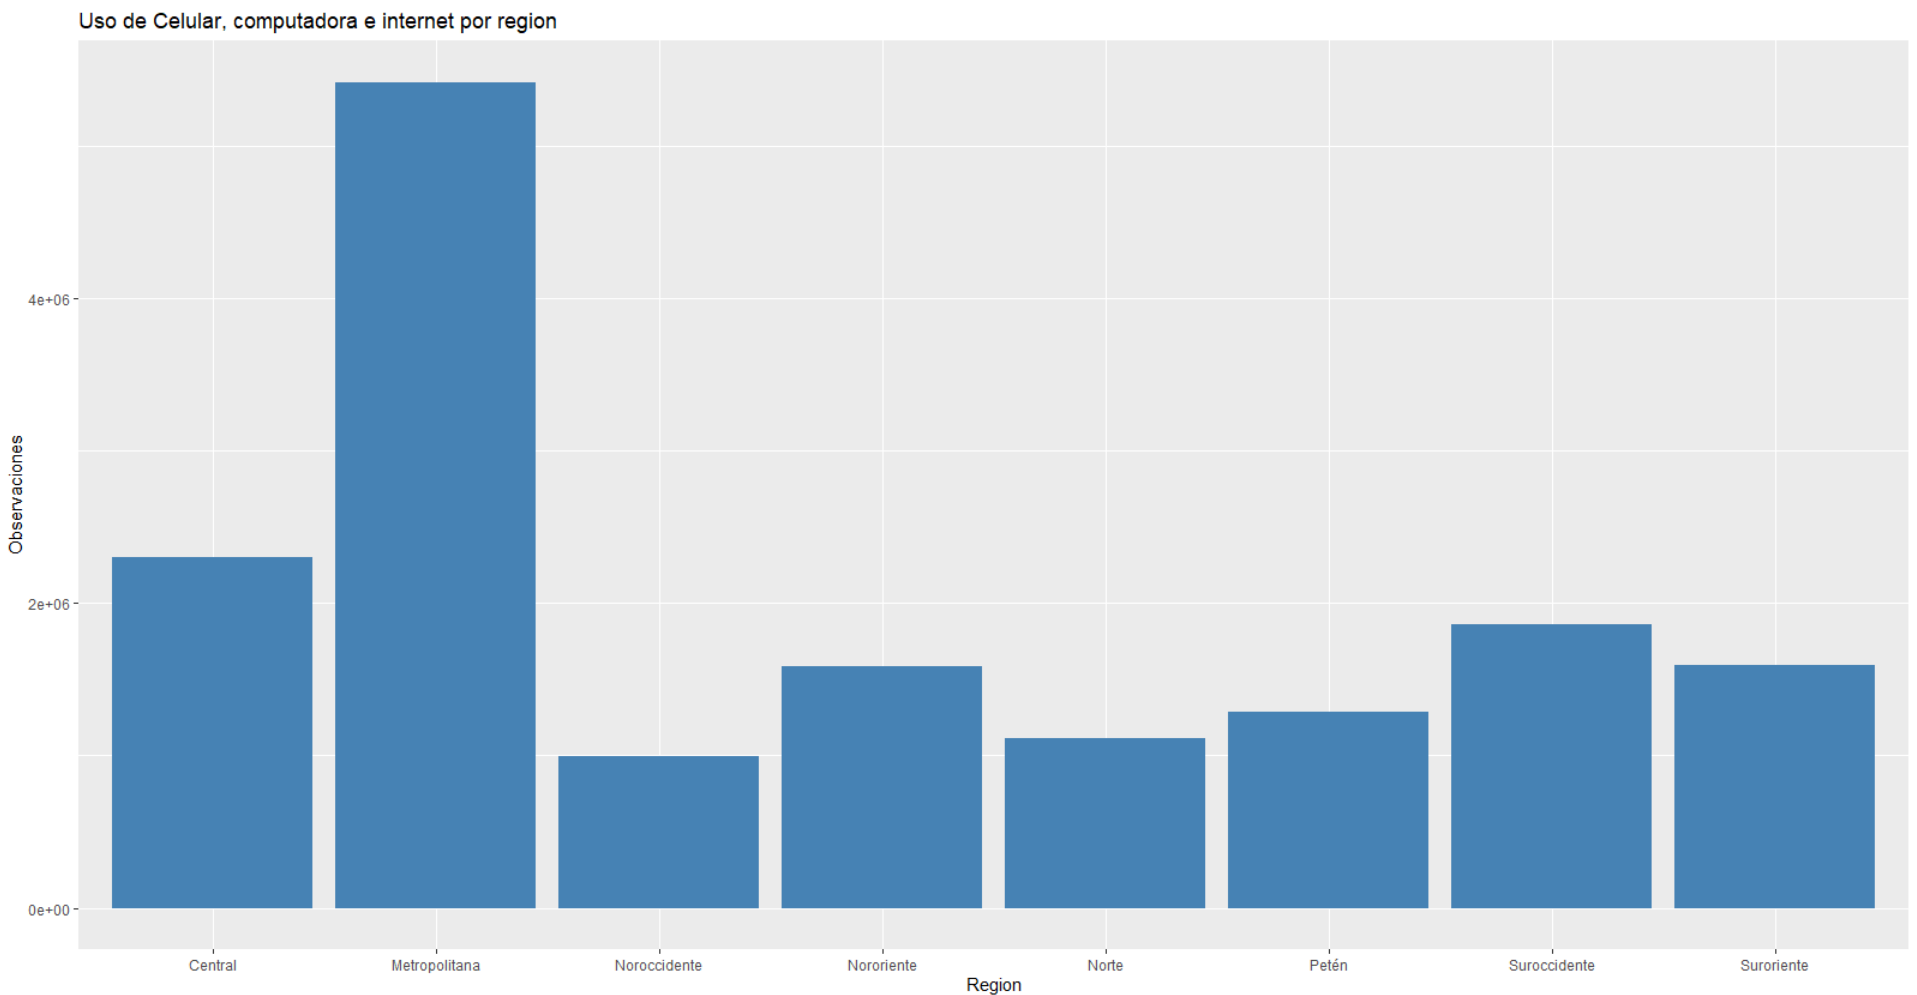 Uso de Celular, computadora e internet por region
Observaciones
4e+06
2e+06
0e+00
Central Metropolitana Noroccidente Nororiente Norte Petén Suroccidente Suroriente
Region